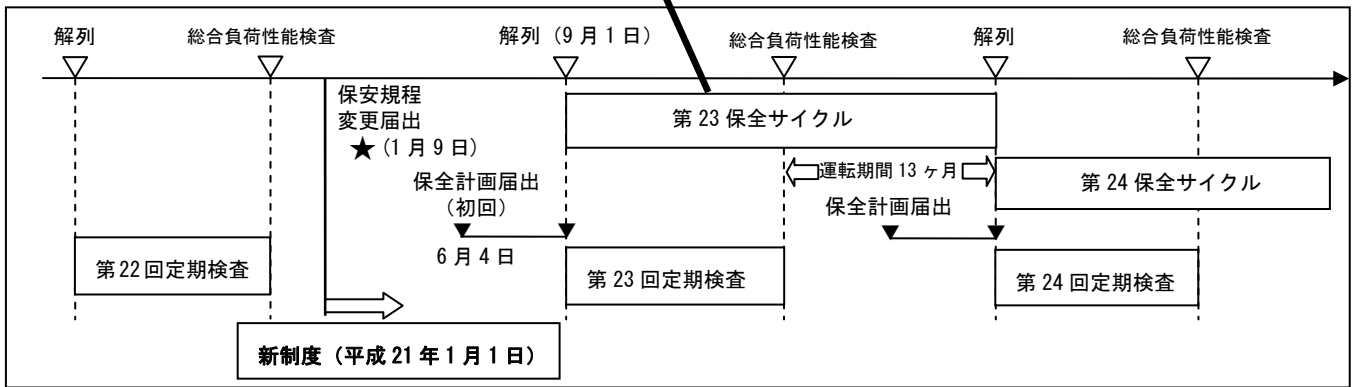 解列
総合負荷性能検査
解列（9月1日）
総合負荷性能検査
解列
総合負荷性能検査
保安規程
変更届出
★(1月9日)
第23保全サイクル
運転期間13ヶ月
第24保全サイクル
保全計画届出
（初回）
6月4日
保全計画届出
第22回定期検査
第23回定期検査
第24回定期検査
新制度（平成21年1月1日）